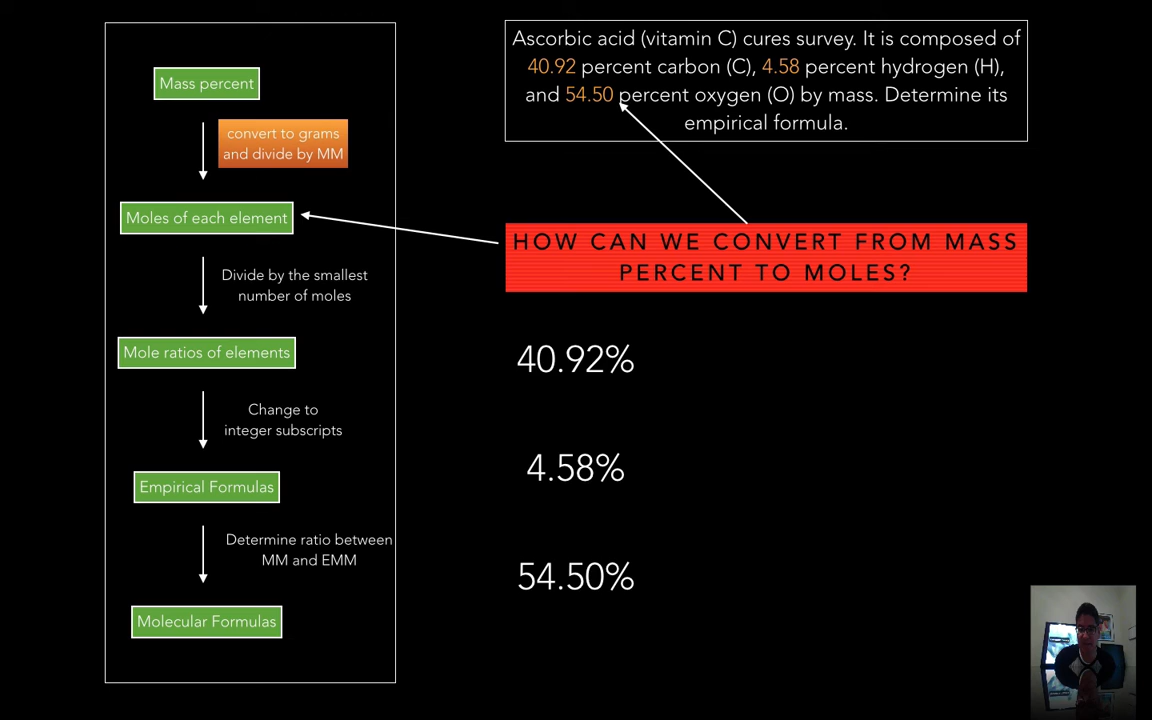 Mass percent
convert to grams
and divide by MM
Moles of each element
Divide by the smallest
number of moles
Mole ratios of elements
Change to
integer subscripts
Empirical Formulas
Determine ratio between
MM and EMM
Molecular Formulas
Ascorbic acid (vitamin C) cures survey. It is composed of
40.92 percent carbon (C), 4.58 percent hydrogen (H),
and 54.50 percent oxygen (O) by mass. Determine its
empirical formula.
HOW CAN WE CONVERT FROM MASS
PERCENT TO MOLES?
40.92%
4.58%
54.50%